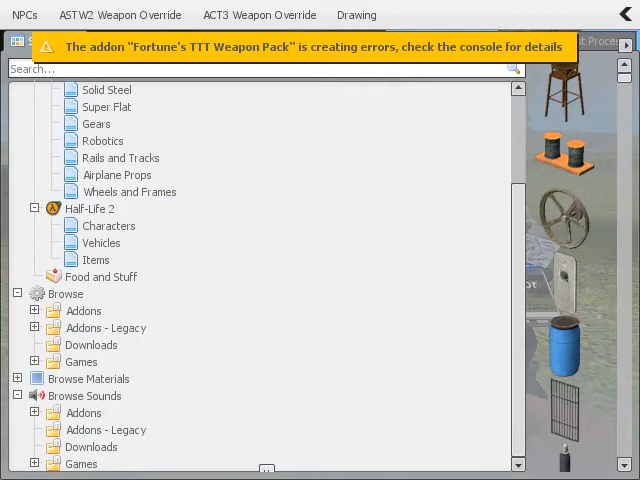 NPCs ASTW2 Weapon Override ACT3 Weapon Override Drawing
The addon "Fortune's TTT Weapon Pack" is creating errors, check the console for details
Search...
Solid Steel
Super Flat
Gears
Robotics
Rails and Tracks
Airplane Props
Wheels and Frames
Half-Life 2
Characters
Vehicles
Items
Food and Stuff
Browse
Addons
Addons - Legacy
Downloads
Games
Browse Materials
Browse Sounds
Addons
Addons - Legacy
Downloads
Games